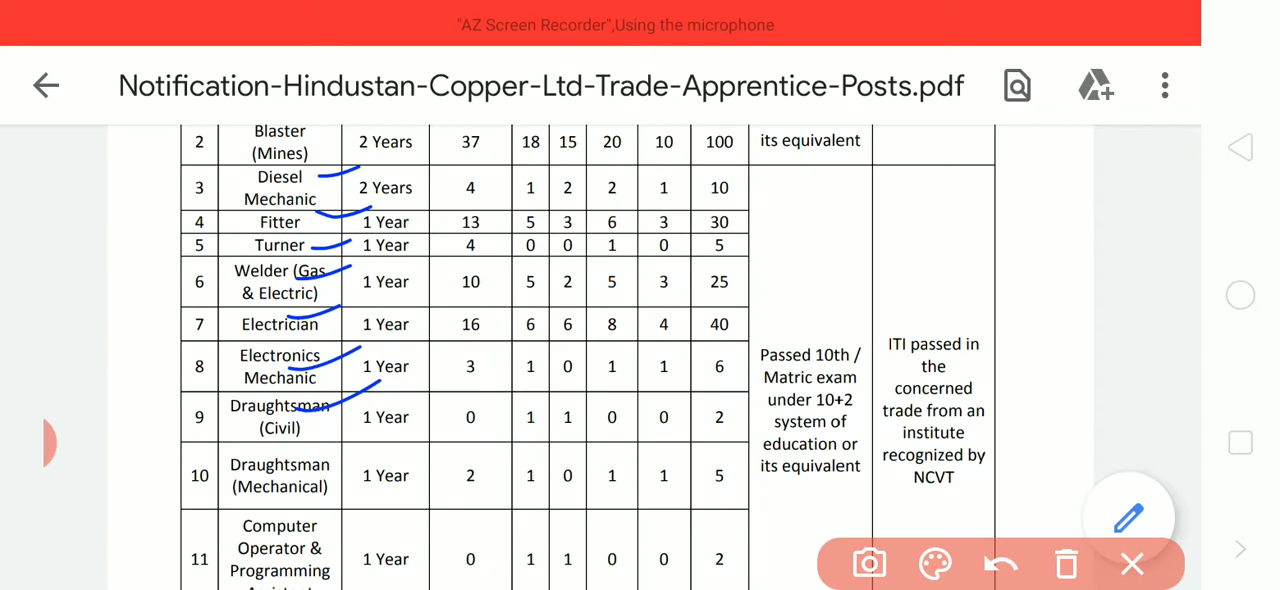 "AZ Screen Recorder",Using the microphone
Notification-Hindustan-Copper-Ltd-Trade-Apprentice-Posts.pdf
2 Blaster (Mines) 2 Years 37 18 15 20 10 100 its equivalent
3 Diesel Mechanic 2 Years 4 1 2 2 1 10
4 Fitter 1 Year 13 5 3 6 3 30
5 Turner 1 Year 4 0 0 1 0 5
6 Welder (Gas & Electric) 1 Year 10 5 2 5 3 25
7 Electrician 1 Year 16 6 6 8 4 40
8 Electronics Mechanic 1 Year 3 1 0 1 1 6
9 Draughtsman (Civil) 1 Year 0 1 1 0 0 2
10 Draughtsman (Mechanical) 1 Year 2 1 0 1 1 5
11 Computer Operator & Programming 1 Year 0 1 1 0 0 2
Passed 10th /
Matric exam
under 10+2
system of
education or
its equivalent
ITI passed in
the
concerned
trade from an
institute
recognized by
NCVT